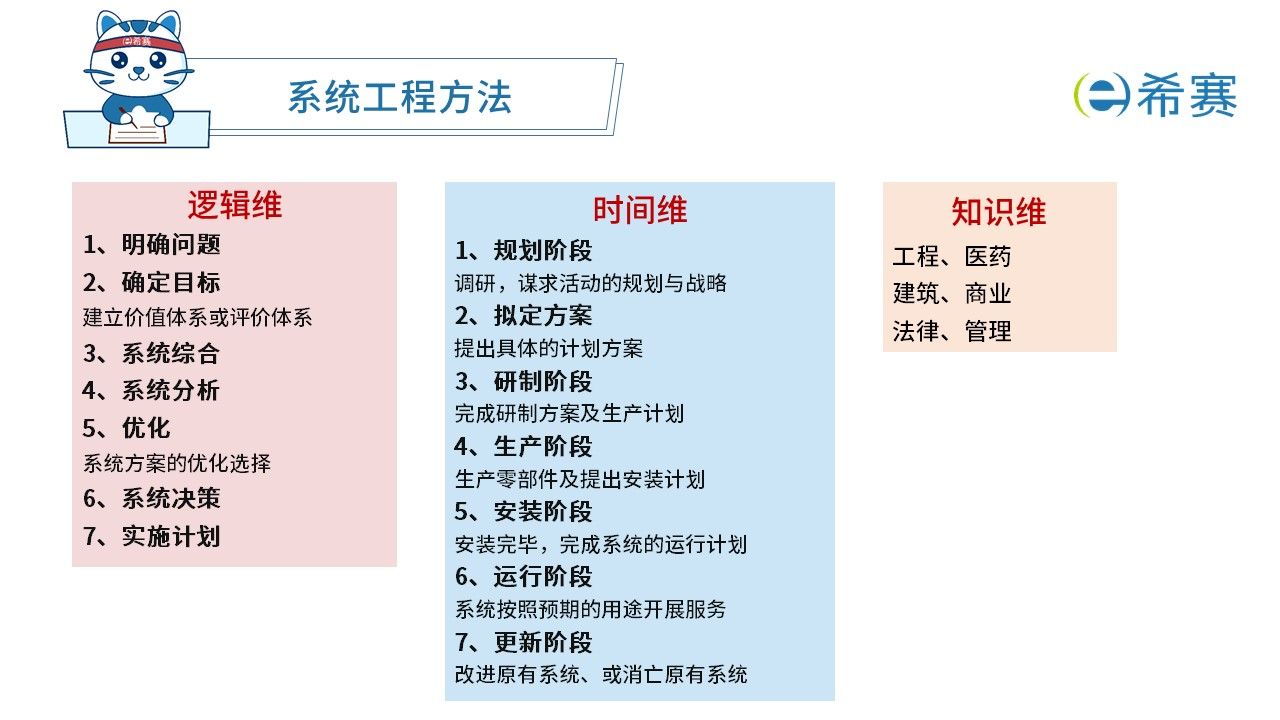 希赛
系统工程方法
希赛
逻辑维
1、明确问题
2、确定目标
建立价值体系或评价体系
3、系统综合
4、系统分析
5、优化
系统方案的优化选择
6、系统决策
7、实施计划
时间维
1、规划阶段
调研，谋求活动的规划与战略
2、拟定方案
提出具体的计划方案
3、研制阶段
完成研制方案及生产计划
4、生产阶段
生产零部件及提出安装计划
5、安装阶段
安装完毕，完成系统的运行计划
6、运行阶段
系统按照预期的用途开展服务
7、更新阶段
改进原有系统、或消亡原有系统
知识维
工程、医药
建筑、商业
法律、管理